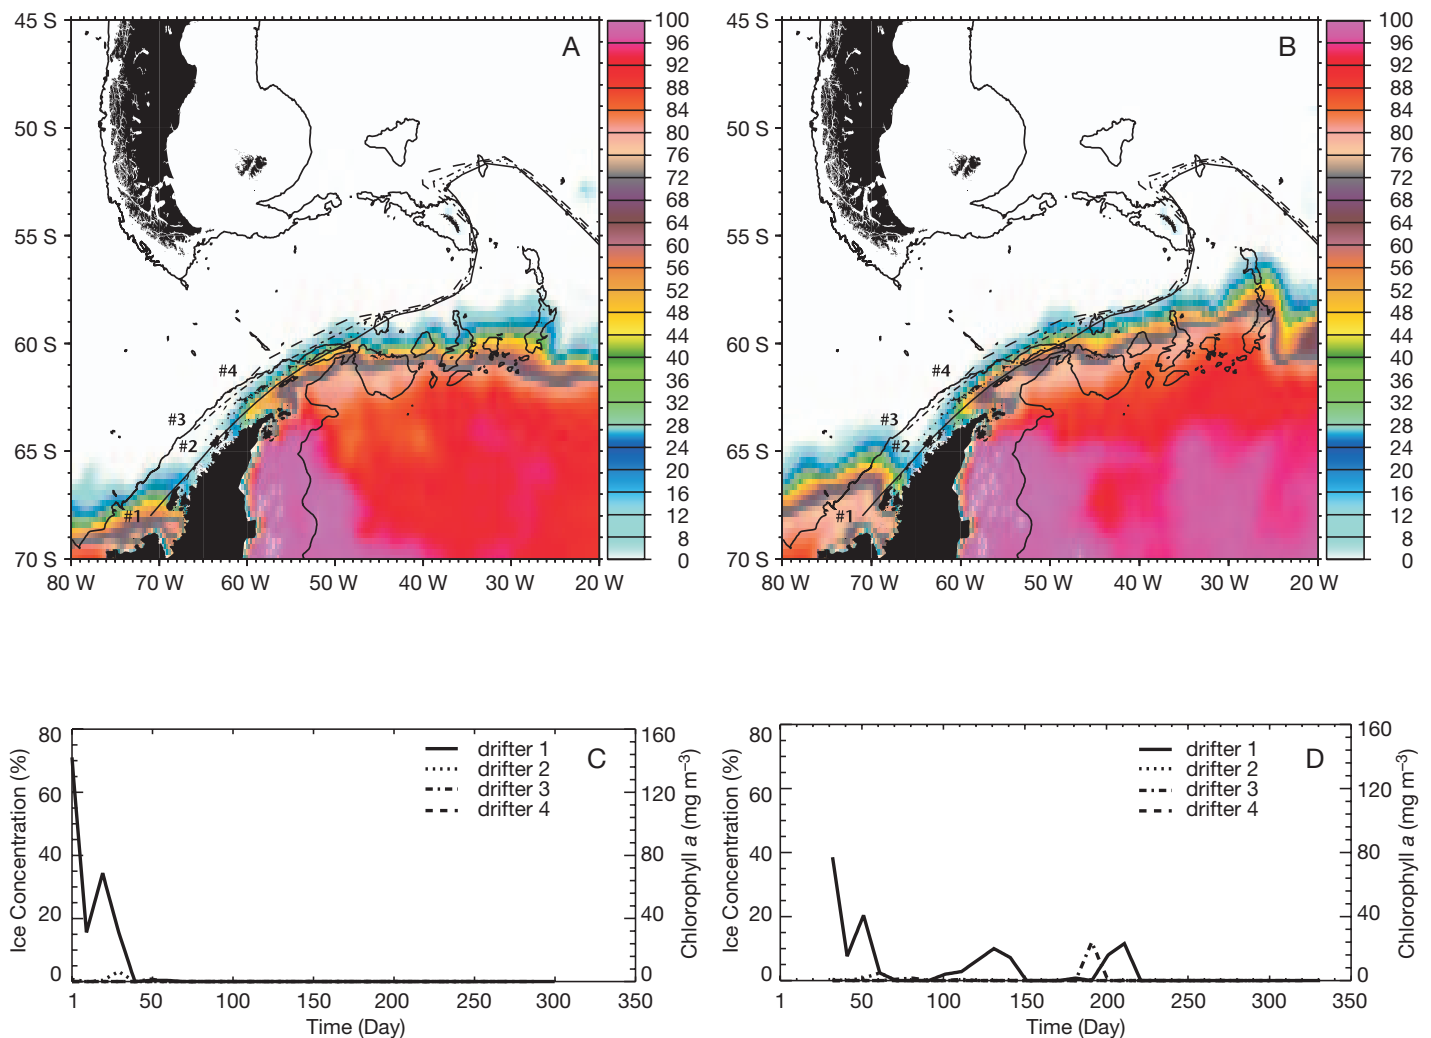 A
45 S
50 S
55 S
60 S
65 S
70 S
80 W
70 W
60 W
50 W
40 W
30 W
20 W
#4
#3
#2
#1
100
96
92
88
84
80
76
72
68
64
60
56
52
48
44
40
36
32
28
24
20
16
12
8
4
0
B
45 S
50 S
55 S
60 S
65 S
70 S
80 W
70 W
60 W
50 W
40 W
30 W
20 W
#4
#3
#2
#1
100
96
92
88
84
80
76
72
68
64
60
56
52
48
44
40
36
32
28
24
20
16
12
8
4
0
C
Ice Concentration (%)
80
60
40
20
0
drifter 1
drifter 2
drifter 3
drifter 4
160
120
80
40
0
Chlorophyll a (mg m⁻³)
1
50
100
150
200
250
300
350
Time (Day)
D
Ice Concentration (%)
80
60
40
20
0
drifter 1
drifter 2
drifter 3
drifter 4
160
120
80
40
0
Chlorophyll a (mg m⁻³)
1
50
100
150
200
250
300
350
Time (Day)